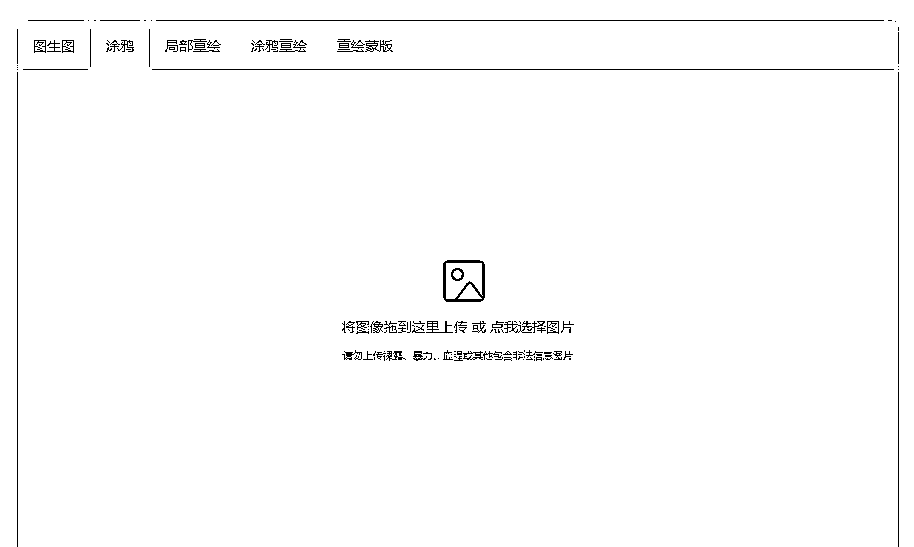 图生图 涂鸦 局部重绘 涂鸦重绘 重绘蒙版
将图像拖到这里上传 或 点我选择图片
请勿上传裸露、暴力、血腥或其他包含非法信息图片